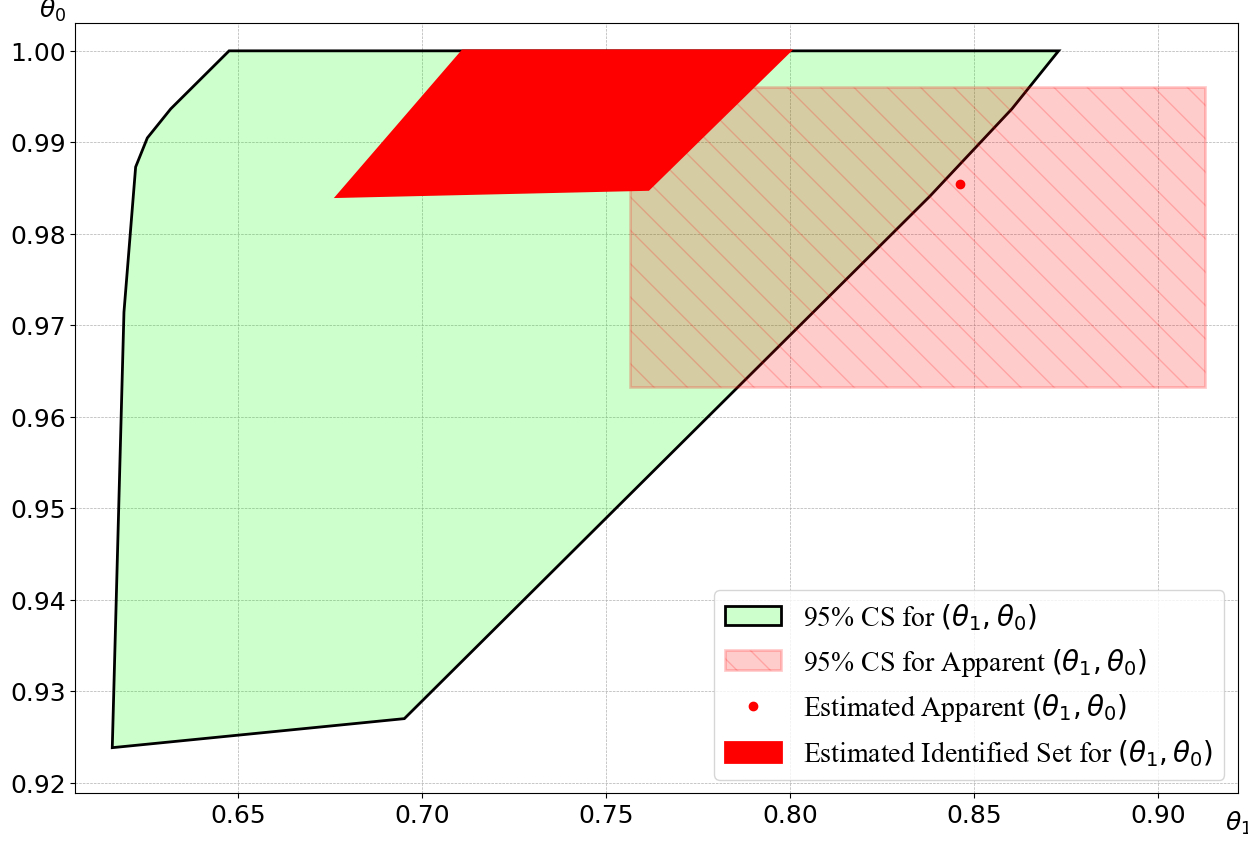 θ₀
1.00
0.99
0.98
0.97
0.96
0.95
0.94
0.93
0.92
0.65
0.70
0.75
0.80
0.85
0.90
θ₁
95% CS for (θ₁, θ₀)
95% CS for Apparent (θ₁, θ₀)
Estimated Apparent (θ₁, θ₀)
Estimated Identified Set for (θ₁, θ₀)